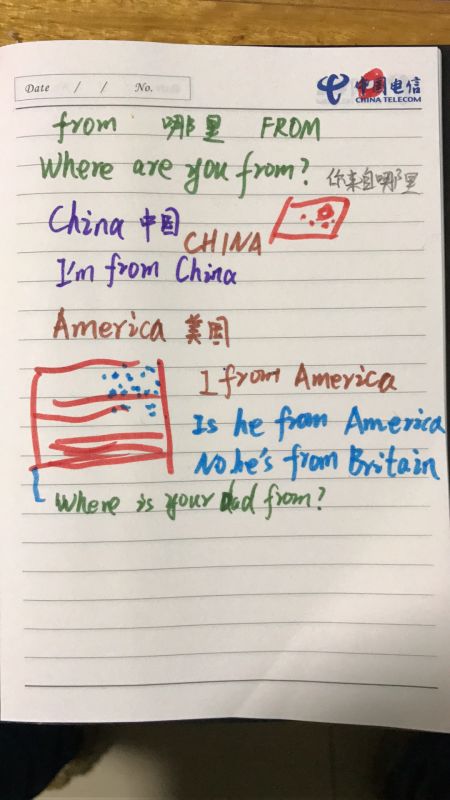 Date / / No.
中国电信
CHINA TELECOM
from 哪里 FROM
Where are you from? 你来自哪里
China 中国 CHINA
I'm from China
America 美国
I from America
Is he from America
No. he's from Britain
Where is your dad from?